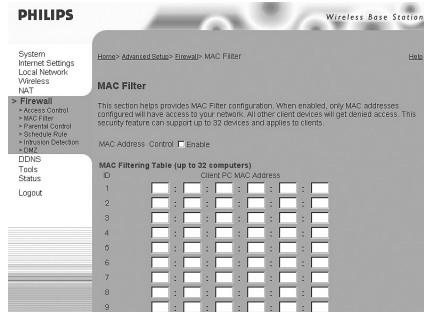 PHILIPS
Wireless Base Station
System
Internet Settings
Local Network
Wireless
NAT
> Firewall
» Access Control
» MAC Filter
» Parental Control
» Schedule Rule
» Intrusion Detection
» DMZ
DDNS
Tools
Status
Logout
Home> Advanced Setup> Firewall> MAC Filter
Help
MAC Filter
This section helps provides MAC Filter configuration. When enabled, only MAC addresses
configured will have access to your network. All other client devices will get denied access. This
security feature can support up to 32 devices and applies to clients.
MAC Address Control Enable
MAC Filtering Table (up to 32 computers)
ID Client PC MAC Address
1 : : : : :
2 : : : : :
3 : : : : :
4 : : : : :
5 : : : : :
6 : : : : :
7 : : : : :
8 : : : : :
9 : : : : :